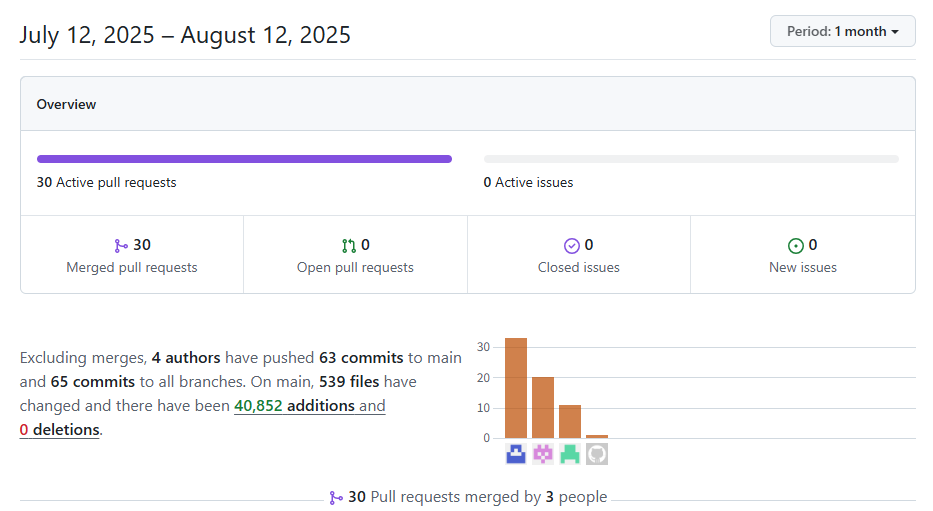 July 12, 2025 – August 12, 2025
Period: 1 month
Overview
30 Active pull requests
0 Active issues
30
Merged pull requests
0
Open pull requests
0
Closed issues
0
New issues
Excluding merges, 4 authors have pushed 63 commits to main
and 65 commits to all branches. On main, 539 files have
changed and there have been 40,852 additions and
0 deletions.
30
20
10
0
30 Pull requests merged by 3 people